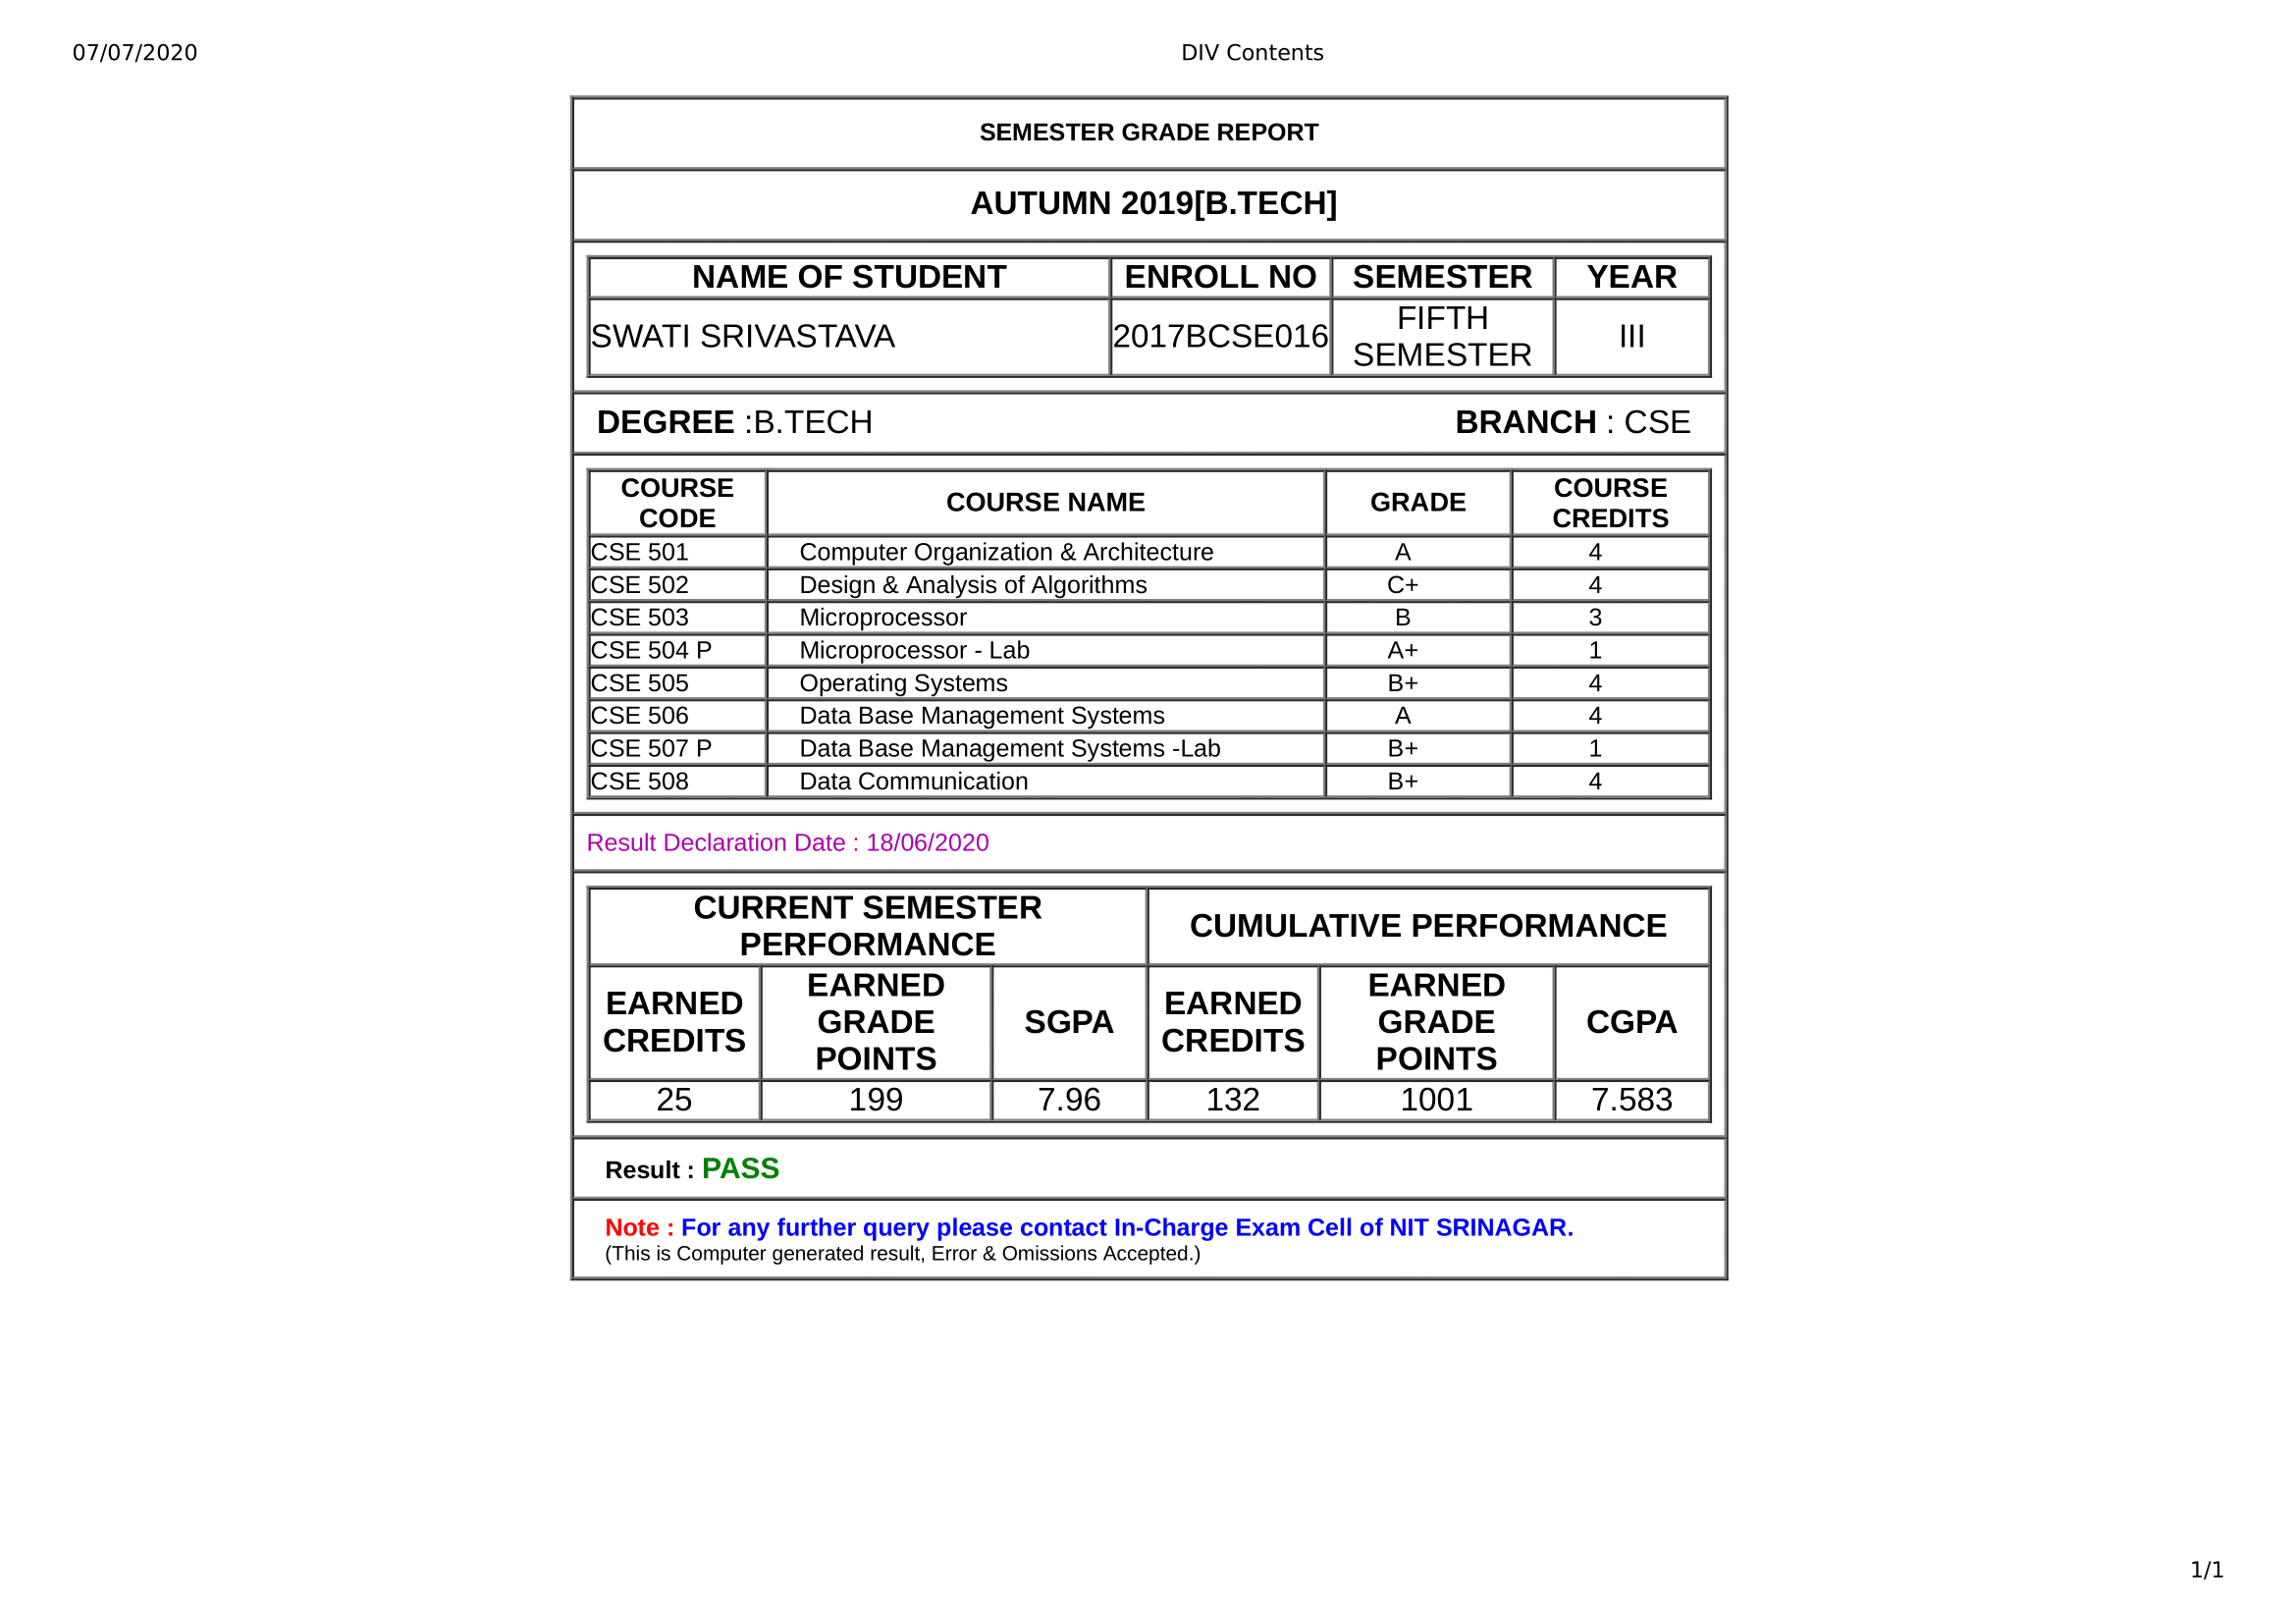 07/07/2020 DIV Contents
SEMESTER GRADE REPORT
AUTUMN 2019[B.TECH]
NAME OF STUDENT ENROLL NO SEMESTER YEAR
SWATI SRIVASTAVA 2017BCSE016 FIFTH SEMESTER III
DEGREE :B.TECH BRANCH : CSE
COURSE CODE COURSE NAME GRADE COURSE CREDITS
CSE 501 Computer Organization & Architecture A 4
CSE 502 Design & Analysis of Algorithms C+ 4
CSE 503 Microprocessor B 3
CSE 504 P Microprocessor - Lab A+ 1
CSE 505 Operating Systems B+ 4
CSE 506 Data Base Management Systems A 4
CSE 507 P Data Base Management Systems -Lab B+ 1
CSE 508 Data Communication B+ 4
Result Declaration Date : 18/06/2020
CURRENT SEMESTER PERFORMANCE CUMULATIVE PERFORMANCE
EARNED CREDITS EARNED GRADE POINTS SGPA EARNED CREDITS EARNED GRADE POINTS CGPA
25 199 7.96 132 1001 7.583
Result : PASS
Note : For any further query please contact In-Charge Exam Cell of NIT SRINAGAR.
(This is Computer generated result, Error & Omissions Accepted.)
1/1